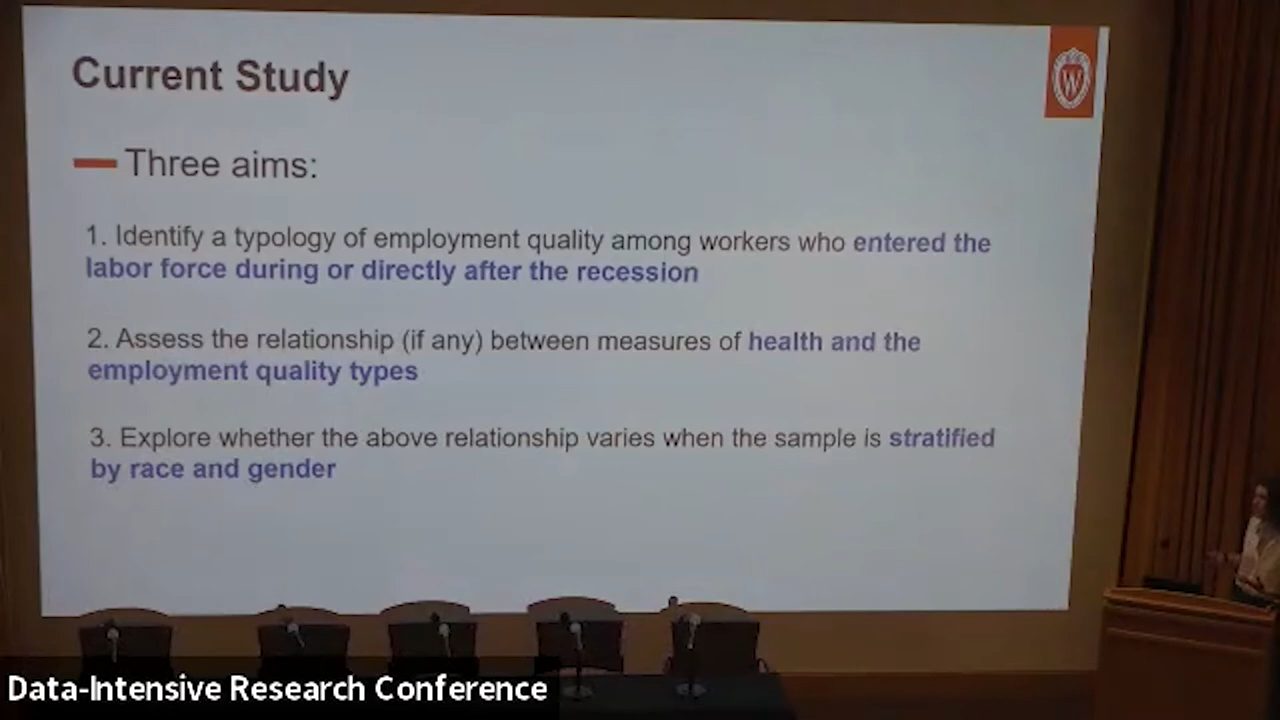 Current Study
W
Three aims:
1. Identify a typology of employment quality among workers who entered the
labor force during or directly after the recession
2. Assess the relationship (if any) between measures of health and the
employment quality types
3. Explore whether the above relationship varies when the sample is stratified
by race and gender
Data-Intensive Research Conference